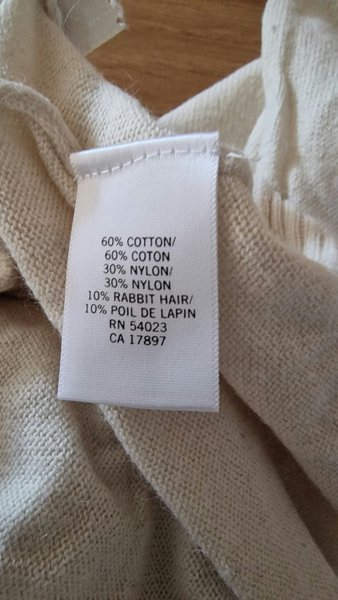 60% COTTON/
60% COTON
30% NYLON/
30% NYLON
10% RABBIT HAIR/
10% POIL DE LAPIN
RN 54023
CA 17897